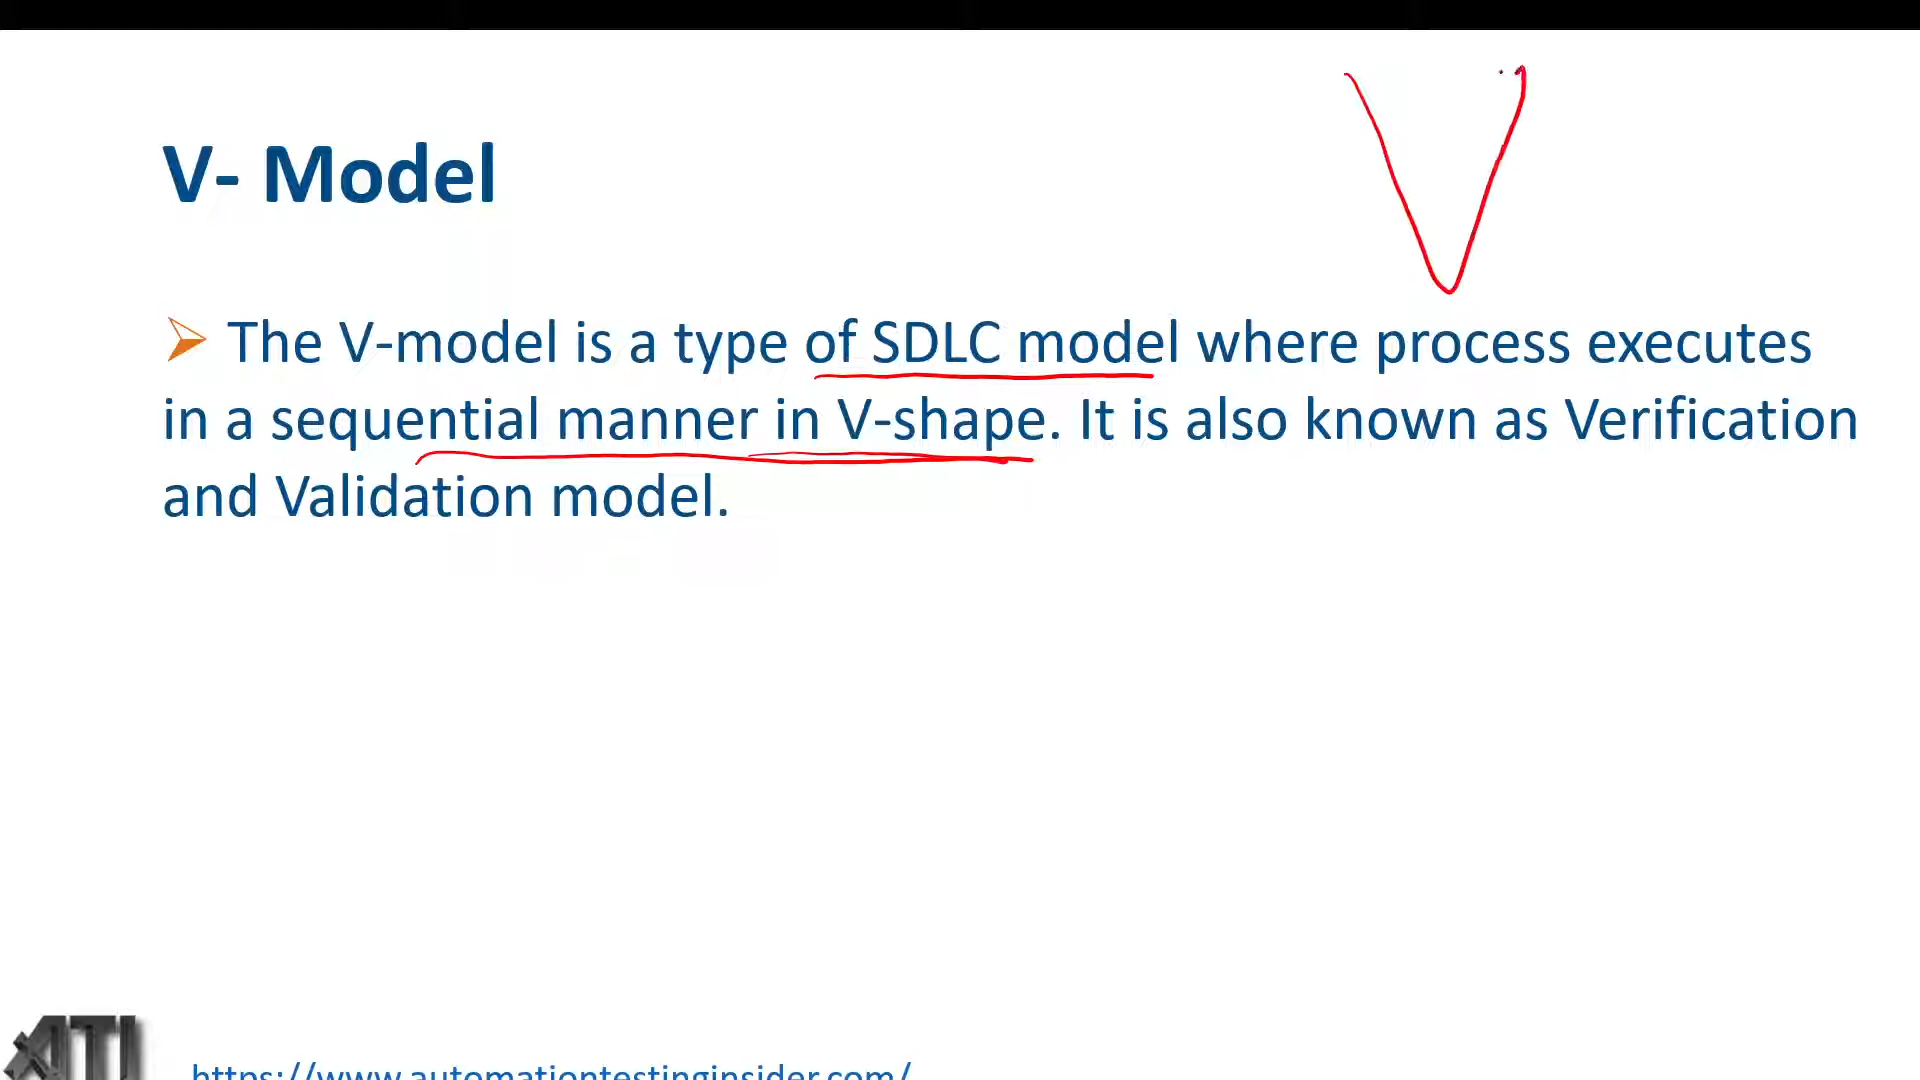 V
V- Model
➢ The V-model is a type of SDLC model where process executes
in a sequential manner in V-shape. It is also known as Verification
and Validation model.
ATI
https://www.automationtestinginsider.com/